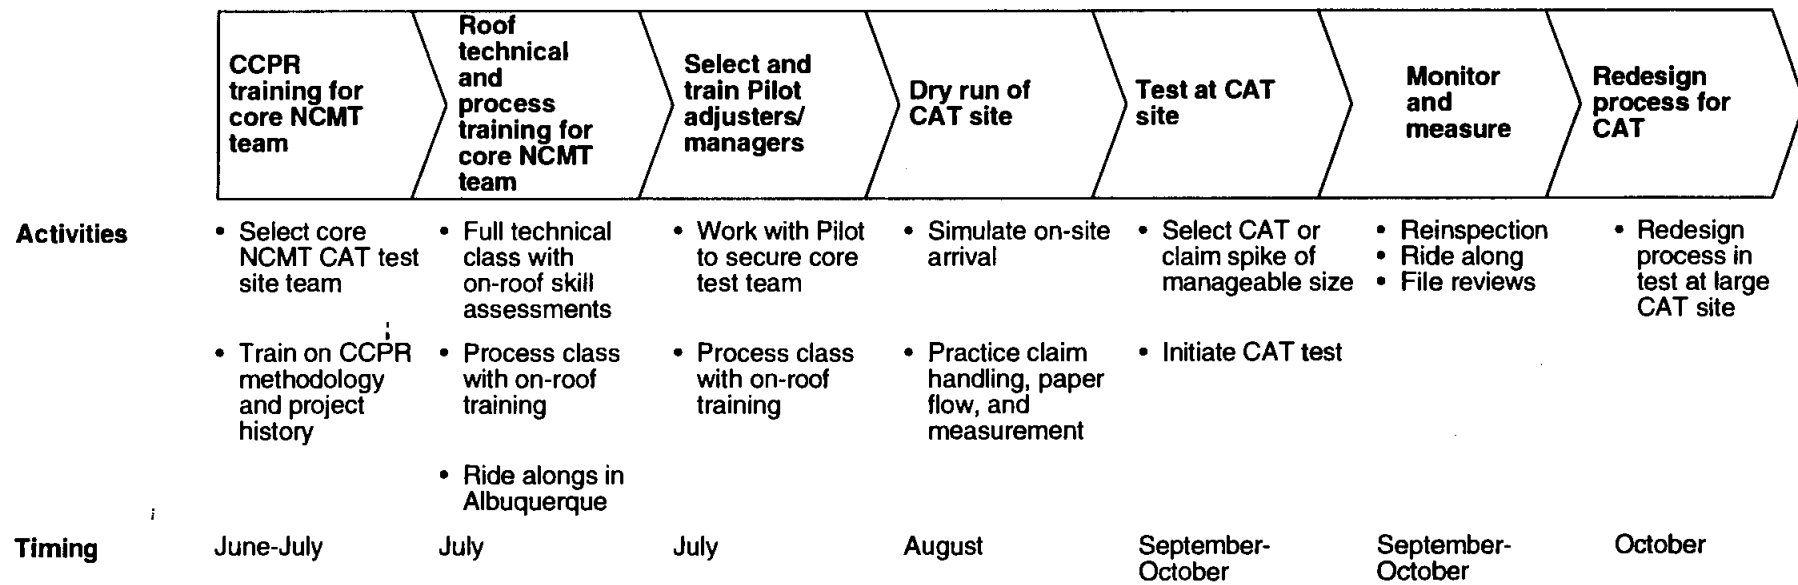 CCPR
training for
core NCMT
team
Roof
technical
and
process
training for
core NCMT
team
Select and
train Pilot
adjusters/
managers
Dry run of
CAT site
Test at CAT
site
Monitor
and
measure
Redesign
process for
CAT
Activities
• Select core
NCMT CAT test
site team
• Train on CCPR
methodology
and project
history
• Full technical
class with
on-roof skill
assessments
• Process class
with on-roof
training
• Ride alongs in
Albuquerque
• Work with Pilot
to secure core
test team
• Process class
with on-roof
training
• Simulate on-site
arrival
• Practice claim
handling, paper
flow, and
measurement
• Select CAT or
claim spike of
manageable size
• Initiate CAT test
• Reinspection
• Ride along
• File reviews
• Redesign
process in
test at large
CAT site
Timing
June-July
July
July
August
September-
October
September-
October
October